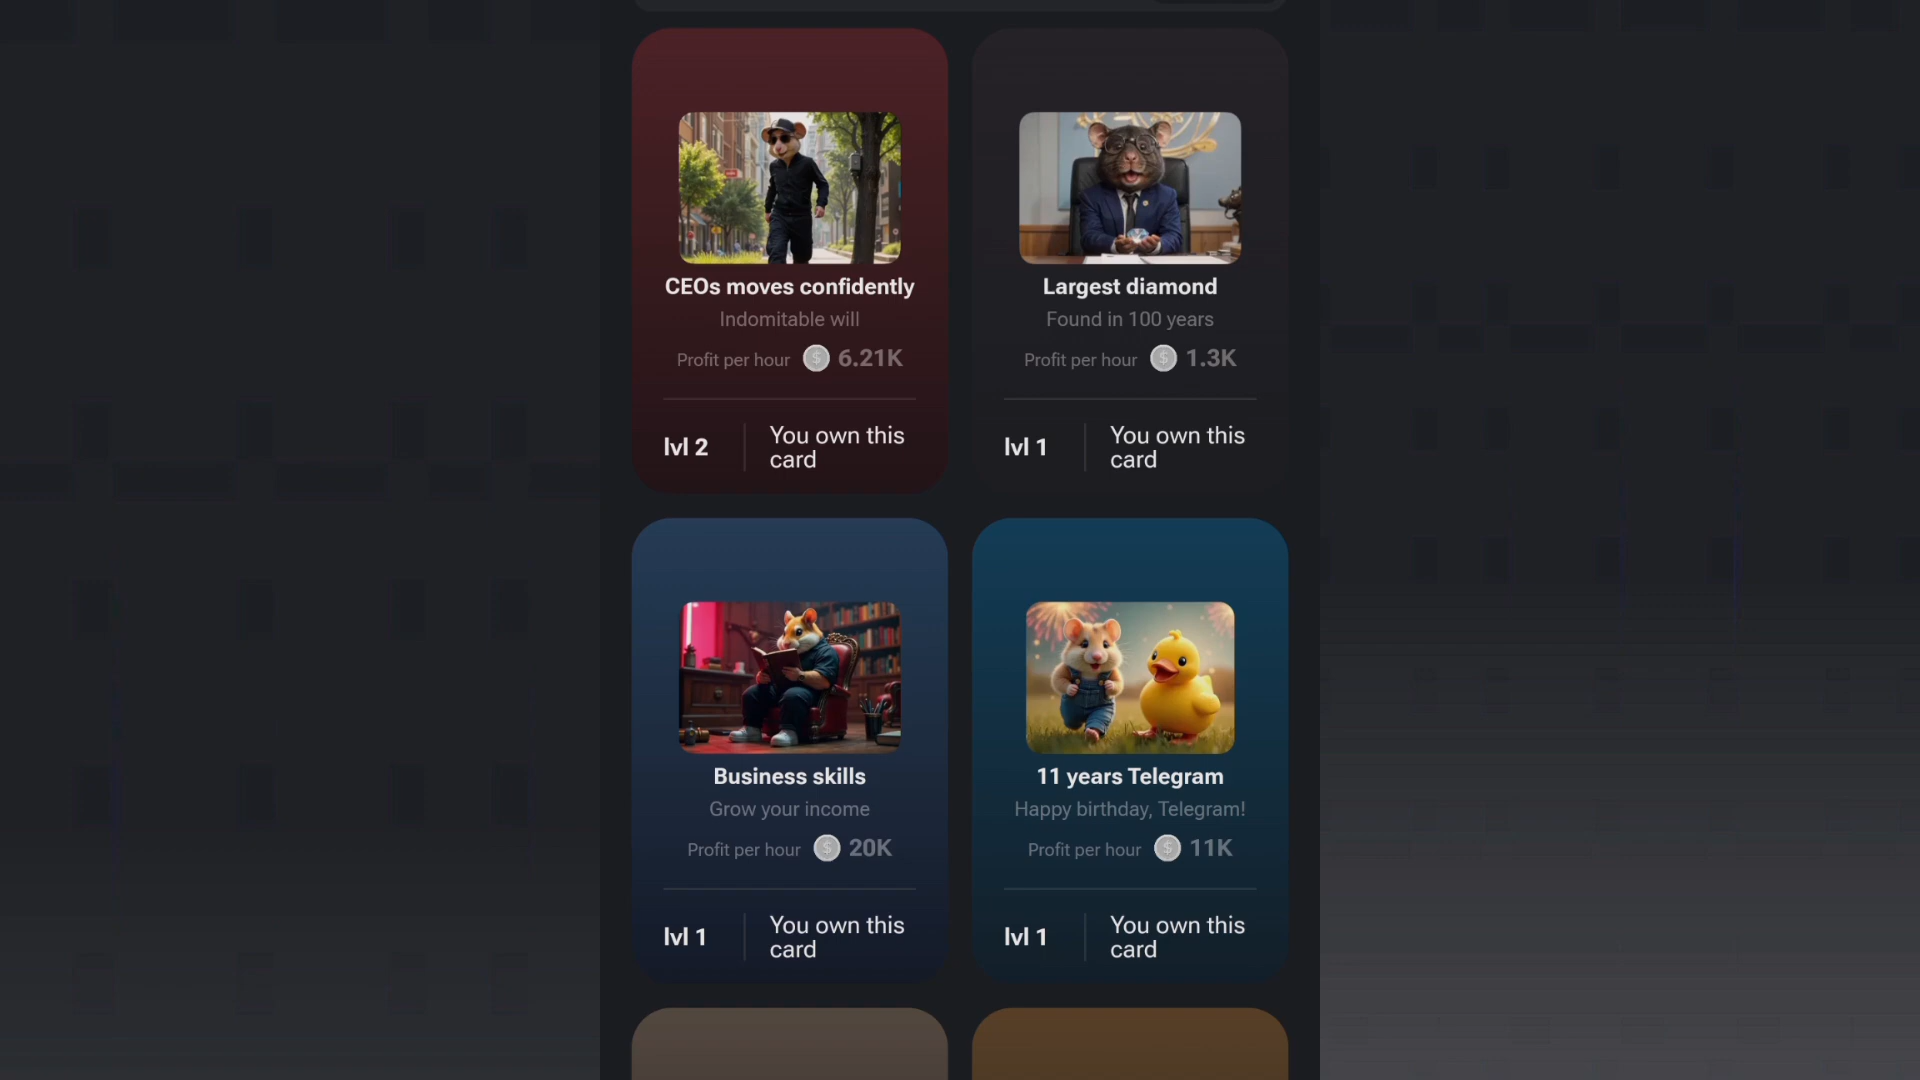 CEOs moves confidently
Indomitable will
Profit per hour $ 6.21K
lvl 2
You own this
card
Largest diamond
Found in 100 years
Profit per hour $ 1.3K
lvl 1
You own this
card
Business skills
Grow your income
Profit per hour $ 20K
lvl 1
You own this
card
11 years Telegram
Happy birthday, Telegram!
Profit per hour $ 11K
lvl 1
You own this
card